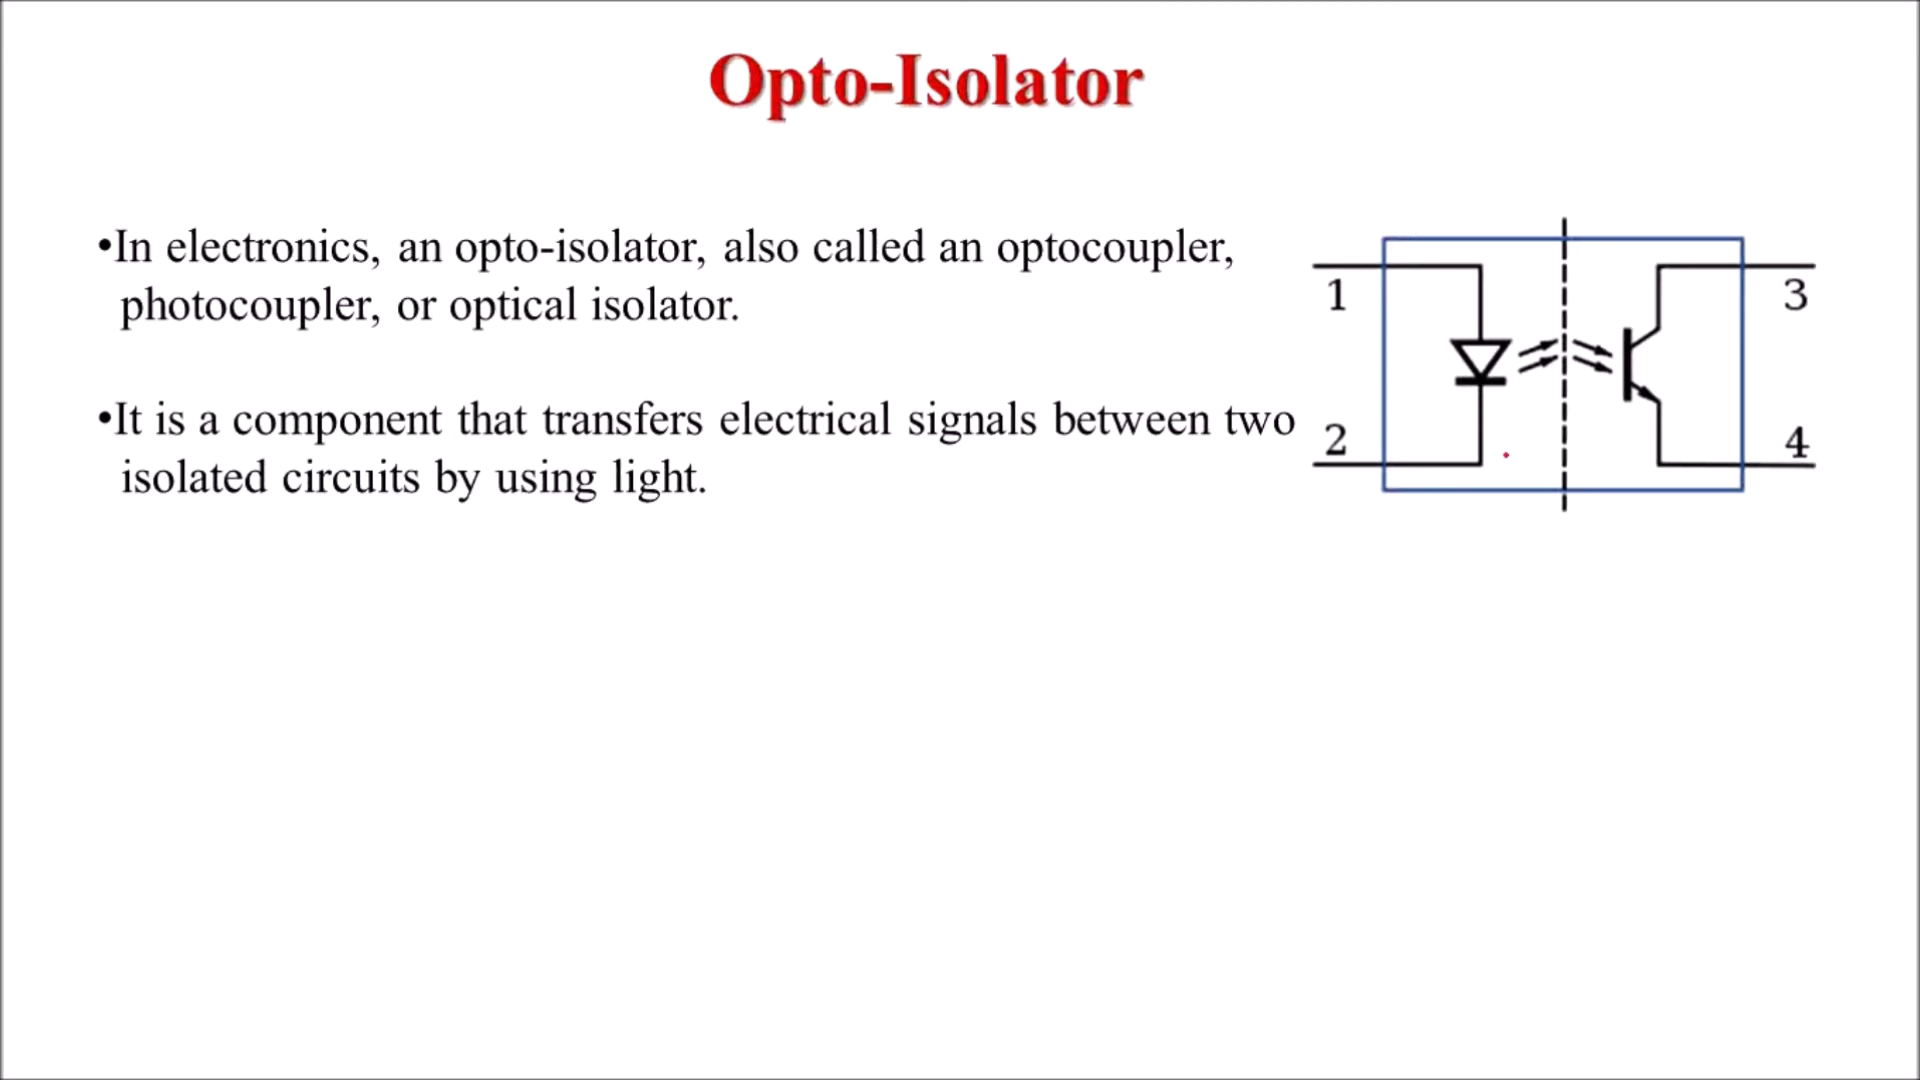 Opto-Isolator
•In electronics, an opto-isolator, also called an optocoupler,
photocoupler, or optical isolator.
•It is a component that transfers electrical signals between two
isolated circuits by using light.
1
3
2
4